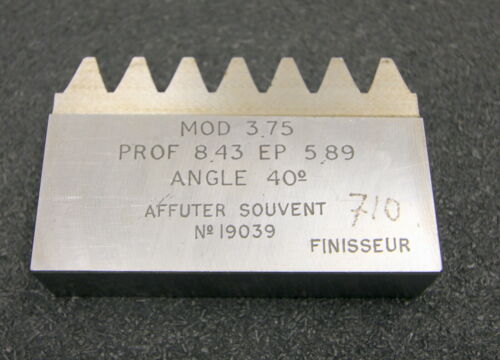 MOD 3,75
PROF 8,43 EP 5,89
ANGLE 40º
AFFUTER SOUVENT 710
Nº 19039
FINISSEUR